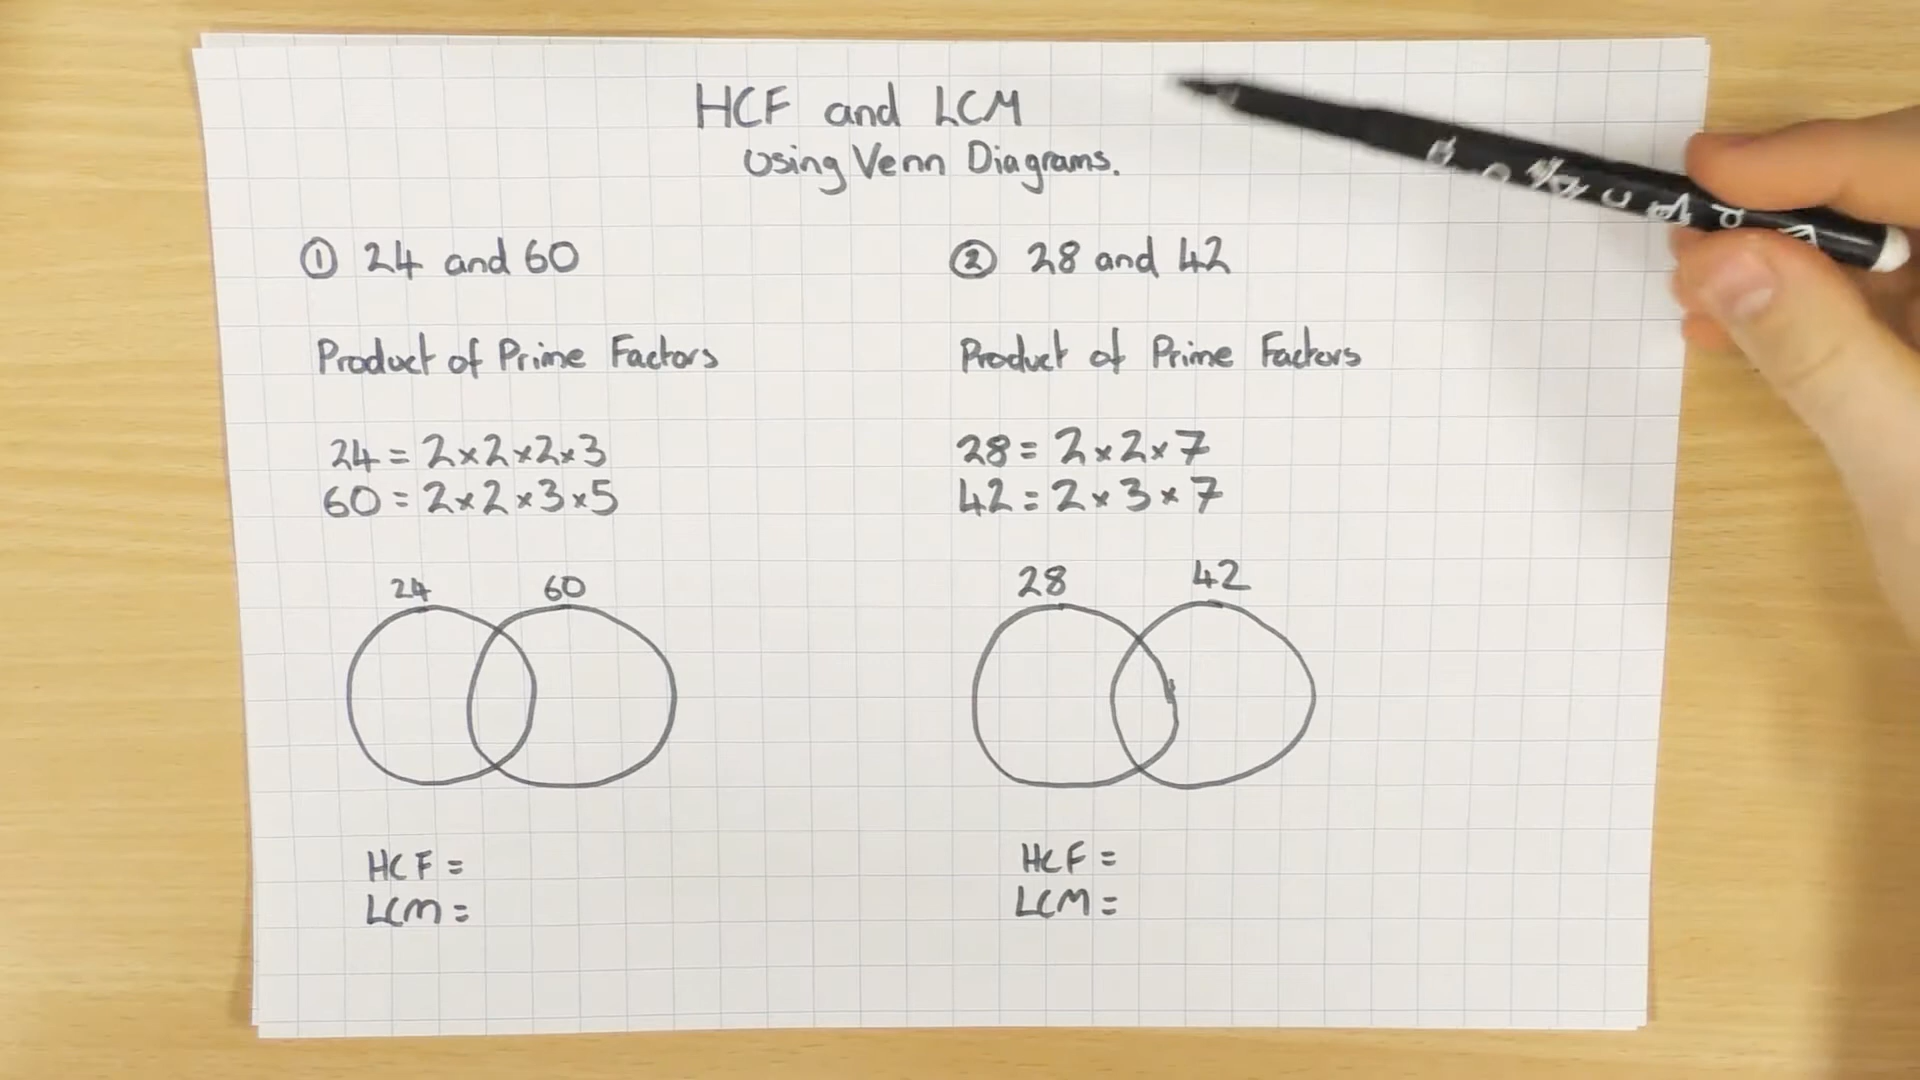 HCF and LCM
Using Venn Diagrams.
① 24 and 60
Product of Prime Factors
24 = 2×2×2×3
60 = 2×2×3×5
24 60
HCF =
LCM =
② 28 and 42
Product of Prime Factors
28 = 2×2×7
42 = 2×3×7
28 42
HCF =
LCM =